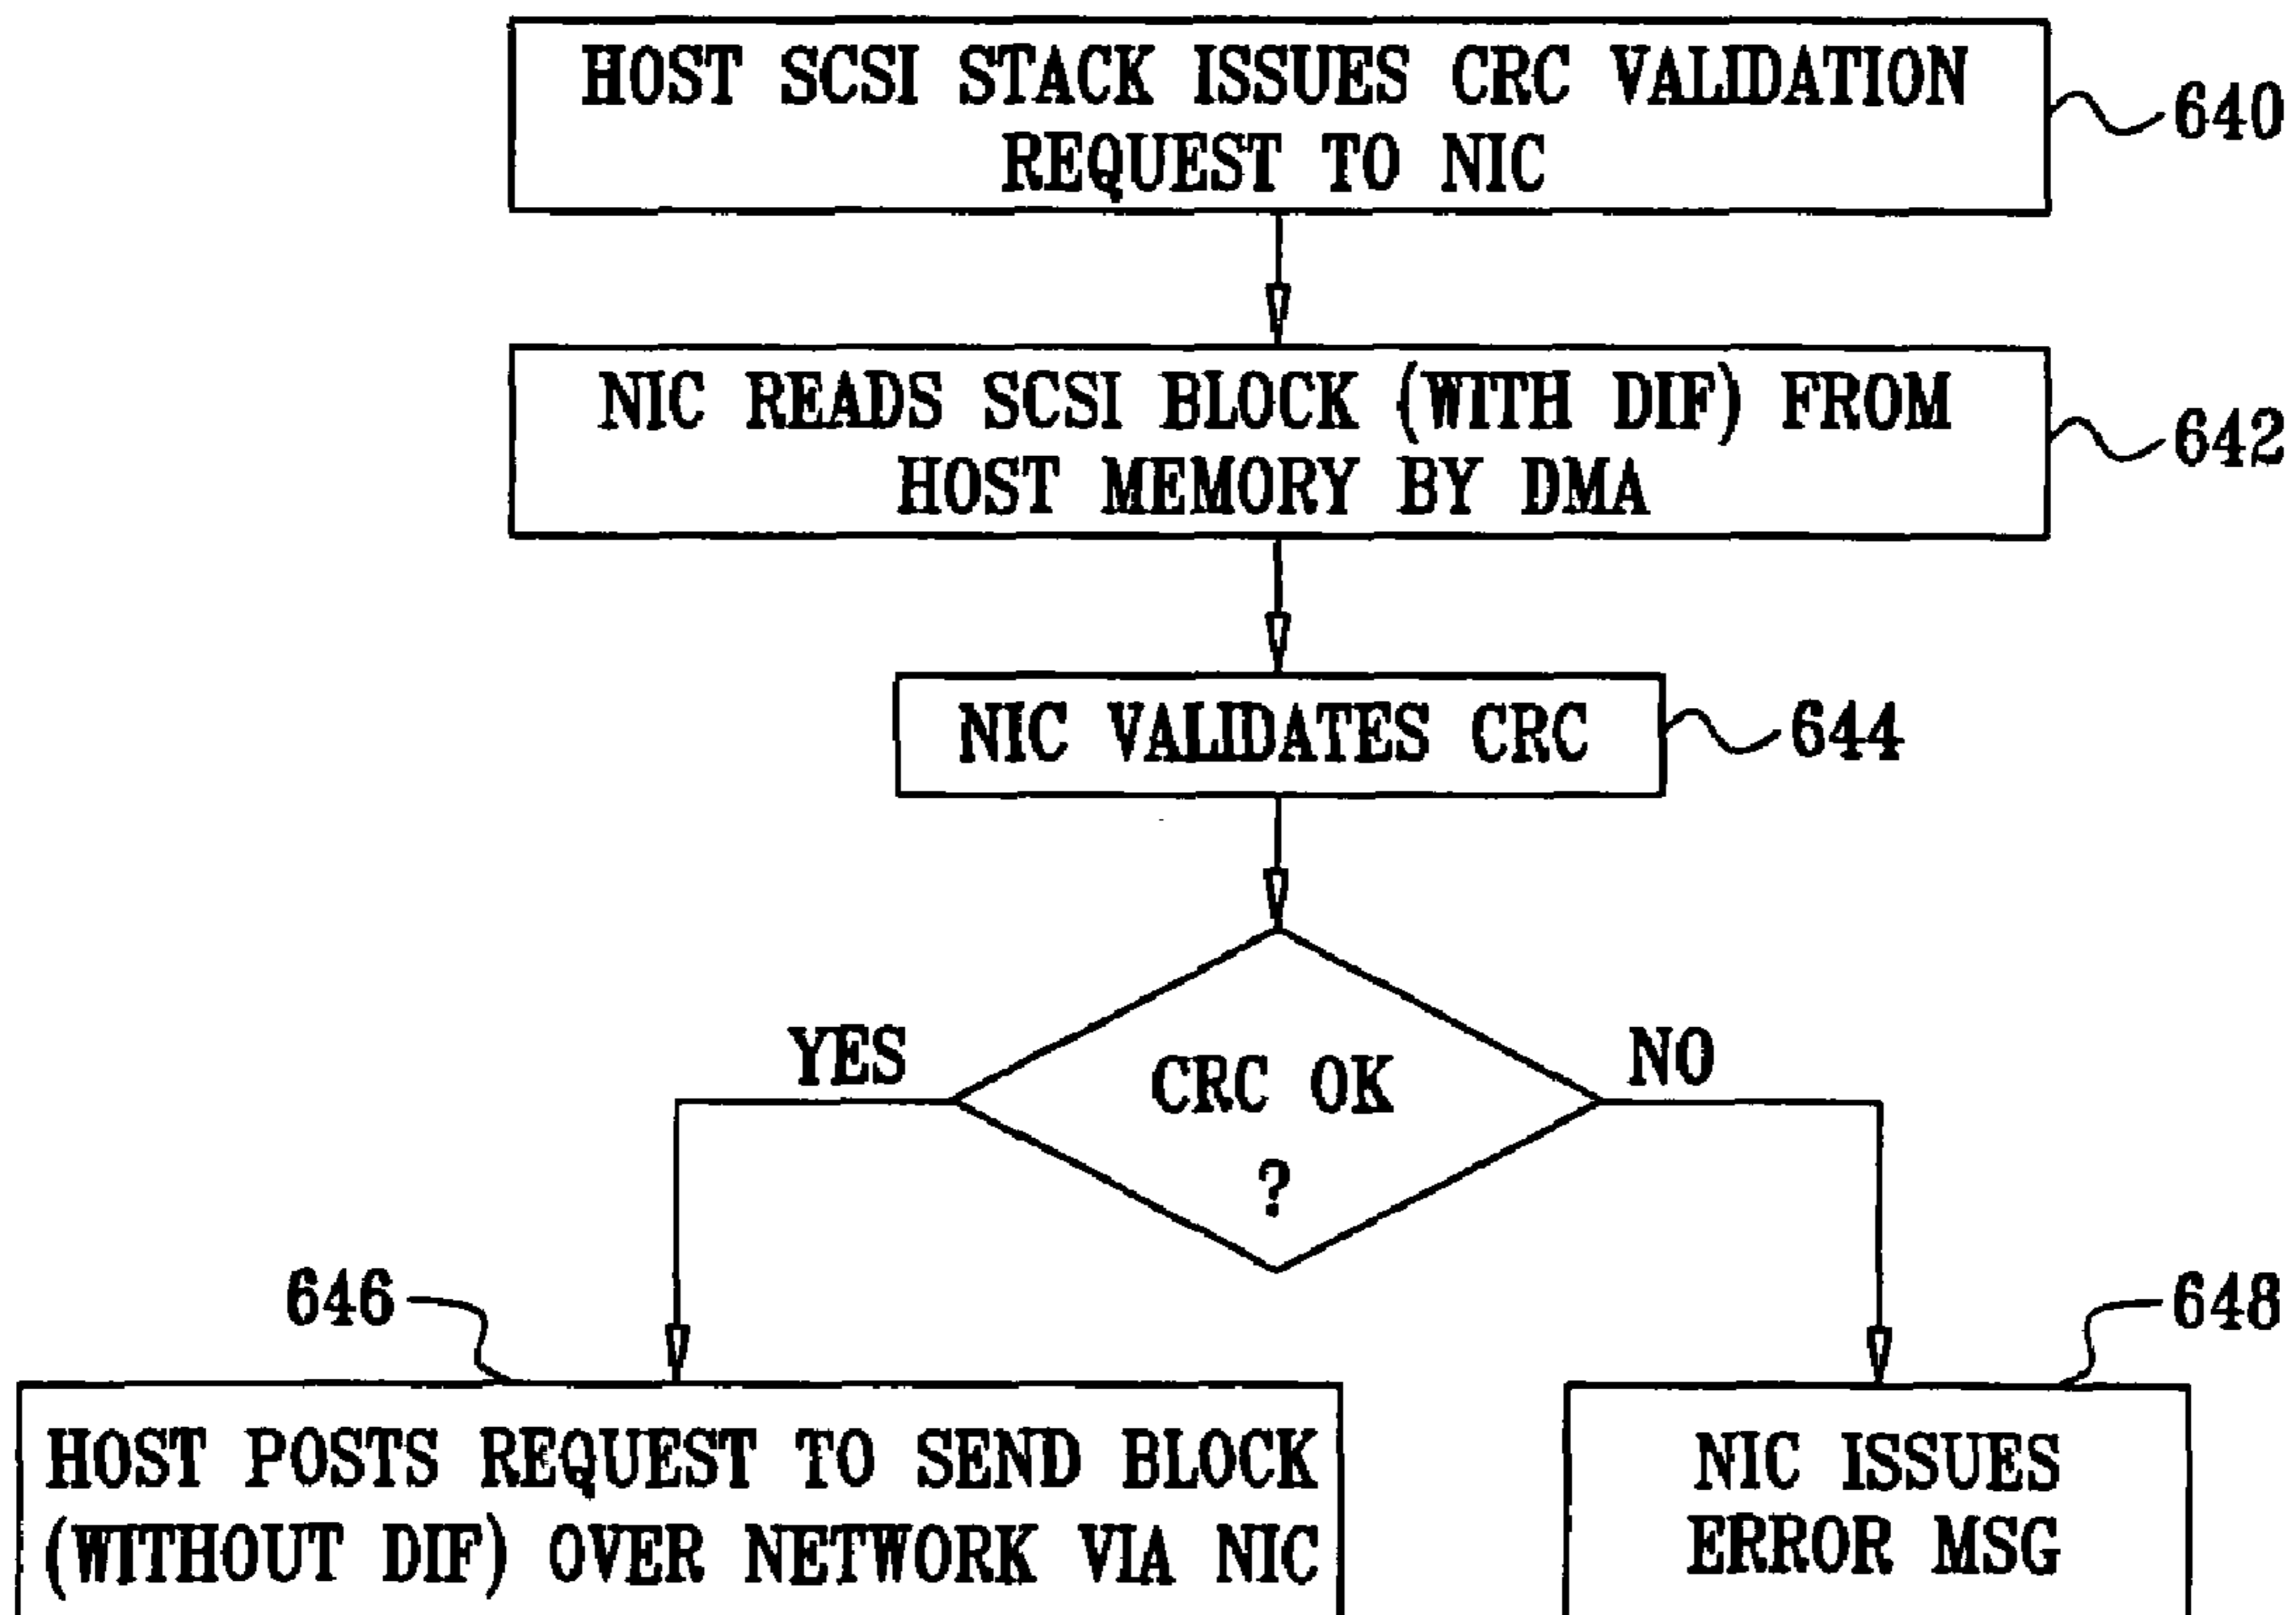 HOST SCSI STACK ISSUES CRC VALIDATION
REQUEST TO NIC
640
NIC READS SCSI BLOCK (WITH DIF) FROM
HOST MEMORY BY DMA
642
NIC VALIDATES CRC
644
YES
CRC OK
?
NO
646
648
HOST POSTS REQUEST TO SEND BLOCK
(WITHOUT DIF) OVER NETWORK VIA NIC
NIC ISSUES
ERROR MSG